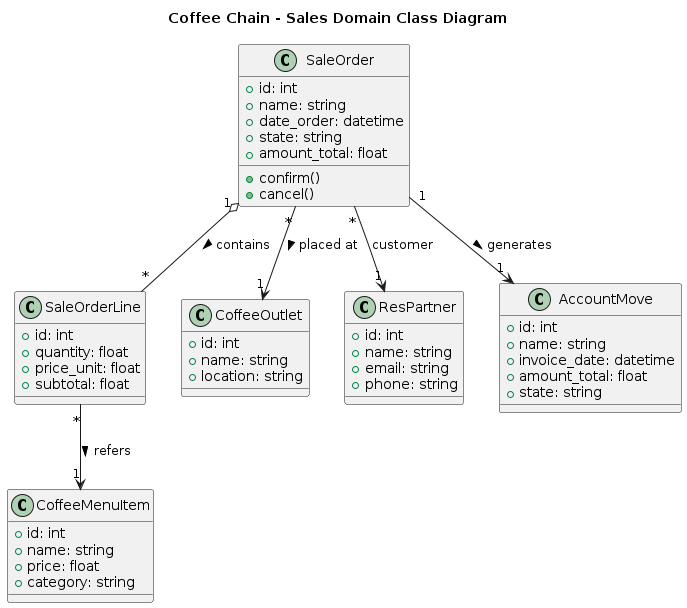 Coffee Chain - Sales Domain Class Diagram
C SaleOrder
id: int
name: string
date_order: datetime
state: string
amount_total: float
confirm()
cancel()
1
*
*
1
contains
placed at
customer
generates
*
1
1
1
C SaleOrderLine
id: int
quantity: float
price_unit: float
subtotal: float
C CoffeeOutlet
id: int
name: string
location: string
C ResPartner
id: int
name: string
email: string
phone: string
C AccountMove
id: int
name: string
invoice_date: datetime
amount_total: float
state: string
*
refers
1
C CoffeeMenuItem
id: int
name: string
price: float
category: string